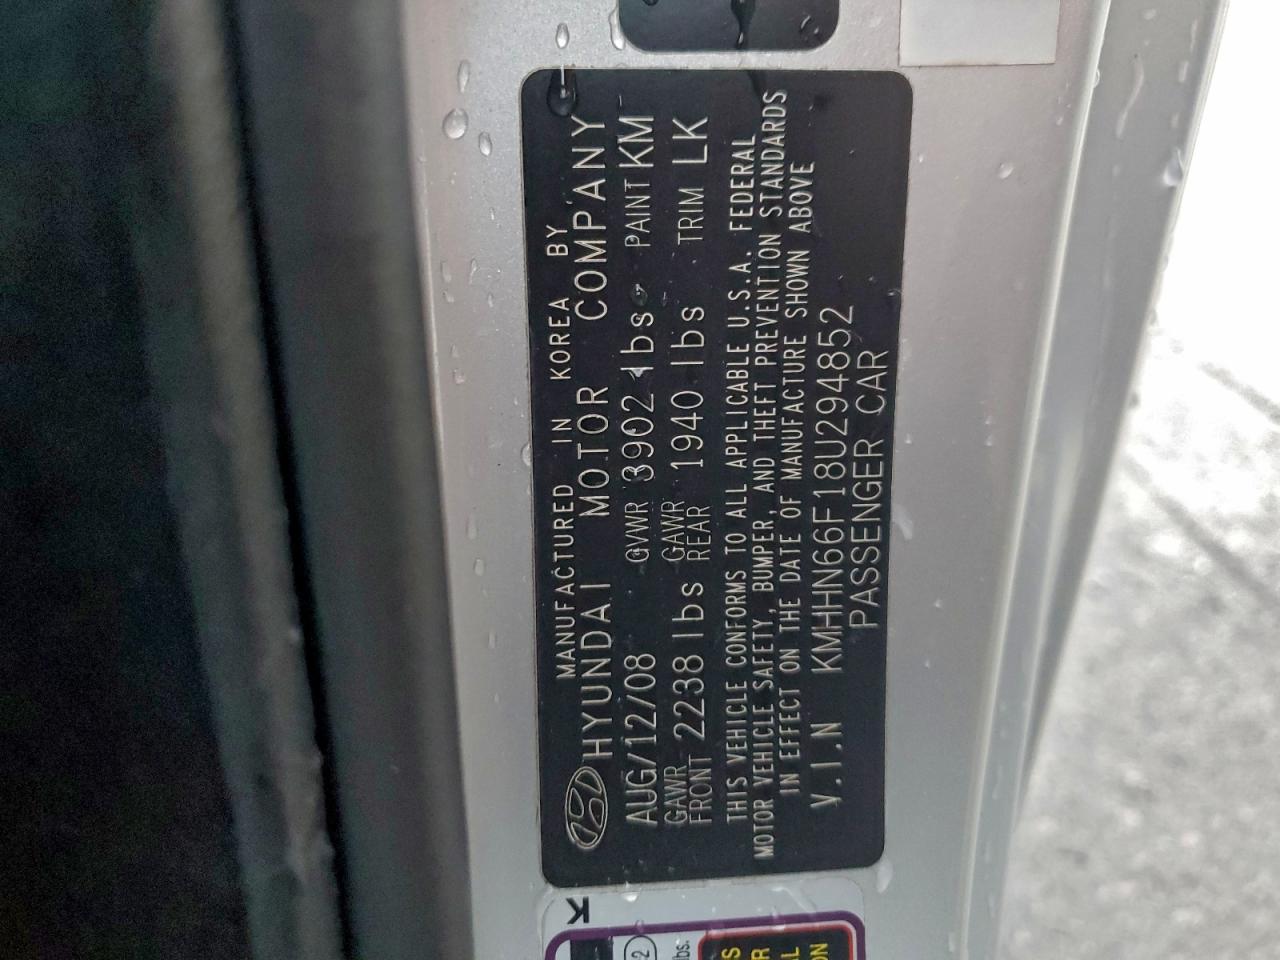 MANUFACTURED IN KOREA BY
HYUNDAI MOTOR COMPANY
AUG/12/08 GVWR 3902 lbs PAINT KM
GAWR FRONT 2238 lbs GAWR REAR 1940 lbs TRIM LK
THIS VEHICLE CONFORMS TO ALL APPLICABLE U.S.A. FEDERAL
MOTOR VEHICLE SAFETY, BUMPER, AND THEFT PREVENTION STANDARDS
IN EFFECT ON THE DATE OF MANUFACTURE SHOWN ABOVE
V.I.N KMHHN66F18U294852
PASSENGER CAR
K
-2
lbs.